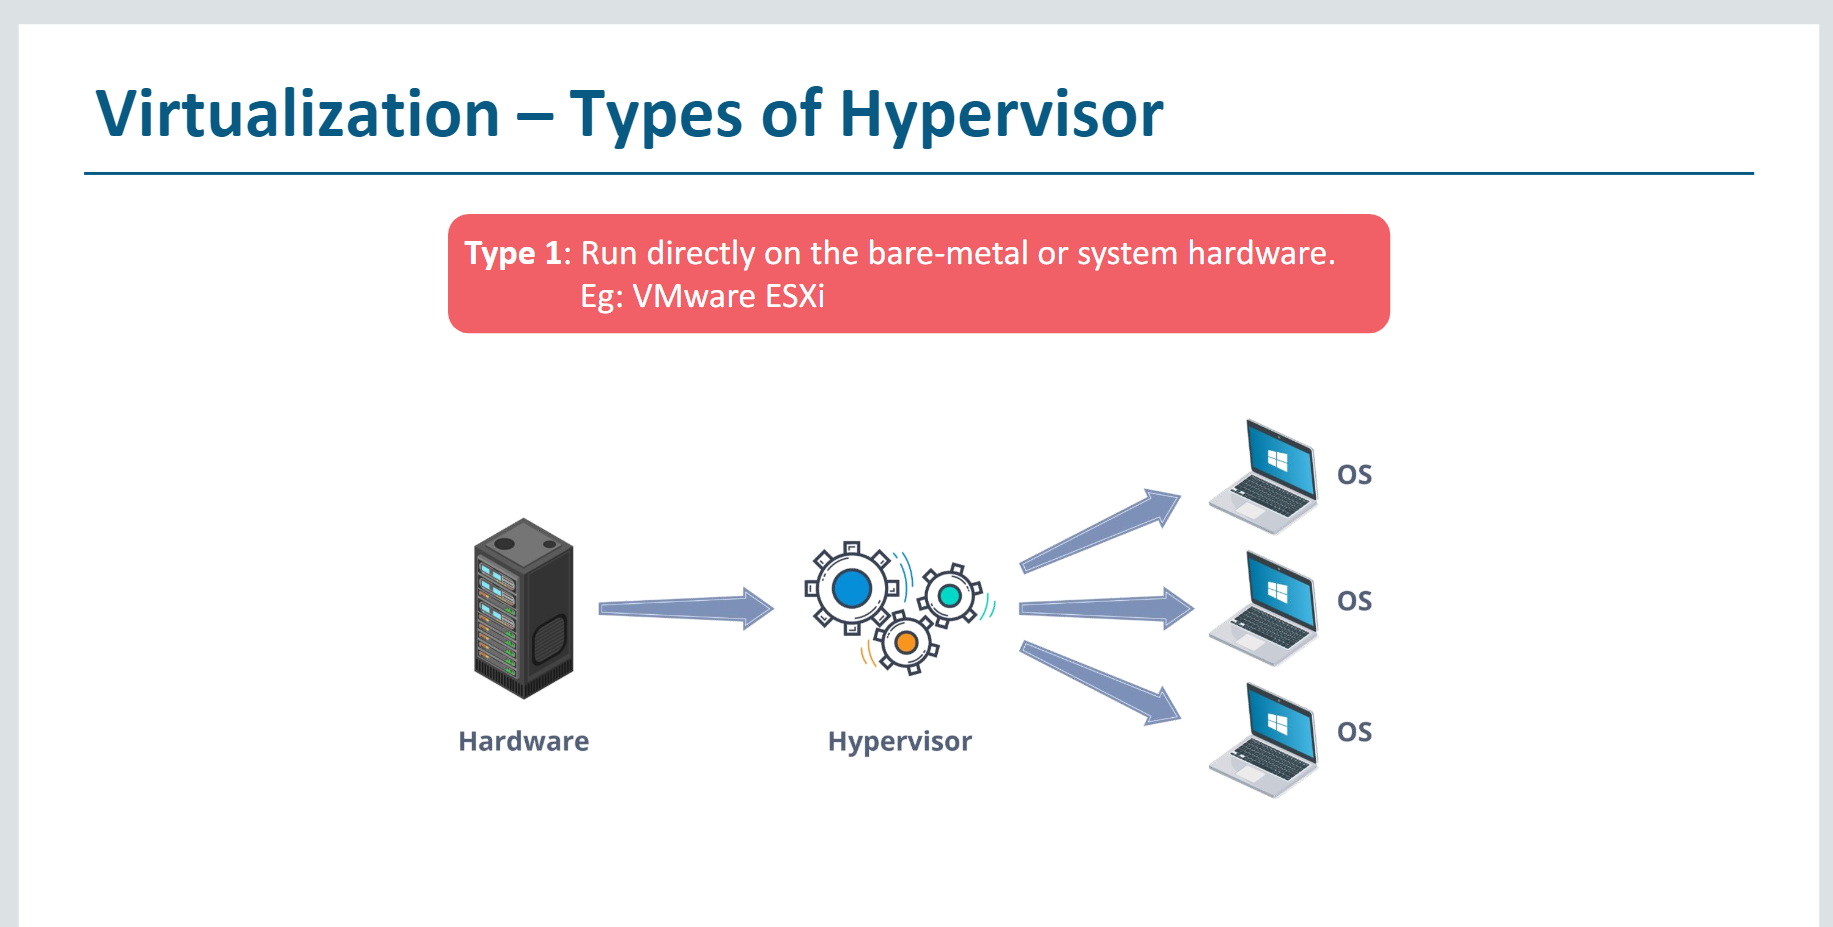 Virtualization – Types of Hypervisor
Type 1: Run directly on the bare-metal or system hardware.
Eg: VMware ESXi
OS
OS
OS
Hardware
Hypervisor